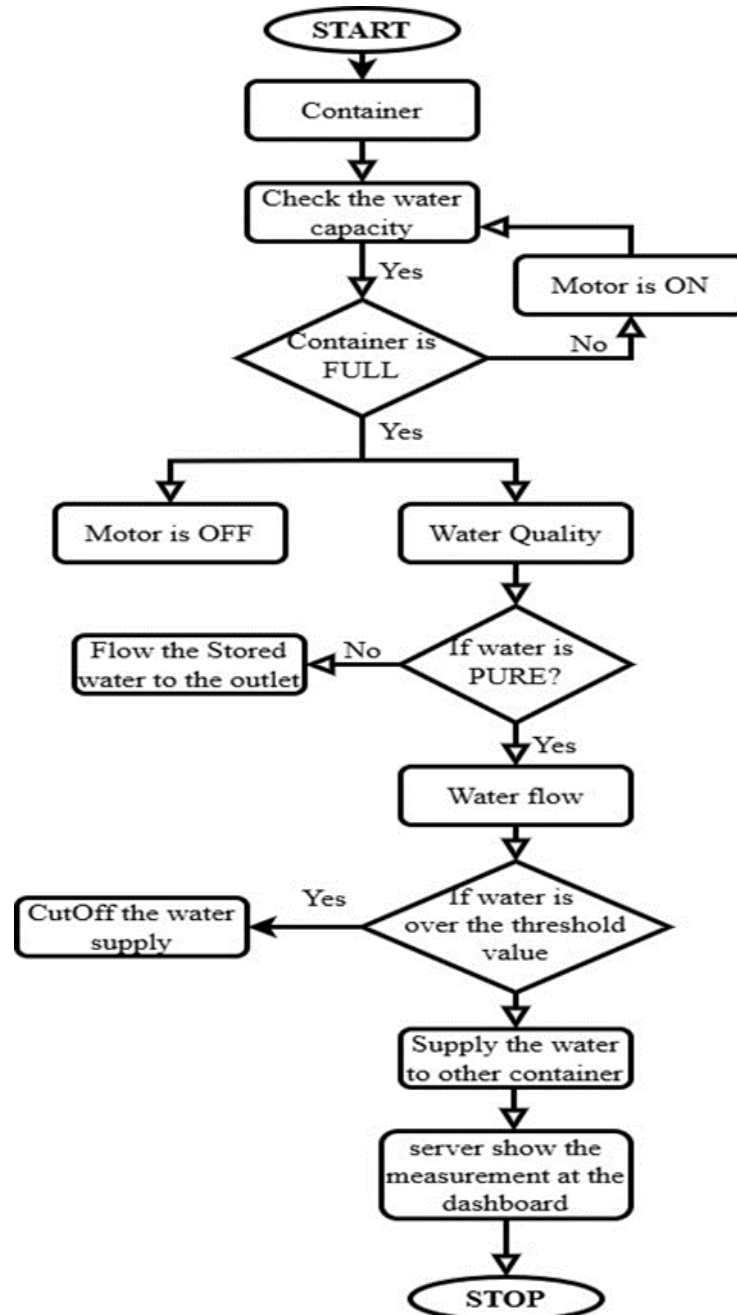 START
Container
Check the water
capacity
Yes
Motor is ON
Container is
FULL
No
Yes
Motor is OFF
Water Quality
If water is
PURE?
No
Flow the Stored
water to the outlet
Yes
Water flow
If water is
over the threshold
value
Yes
CutOff the water
supply
Supply the water
to other container
server show the
measurement at the
dashboard
STOP